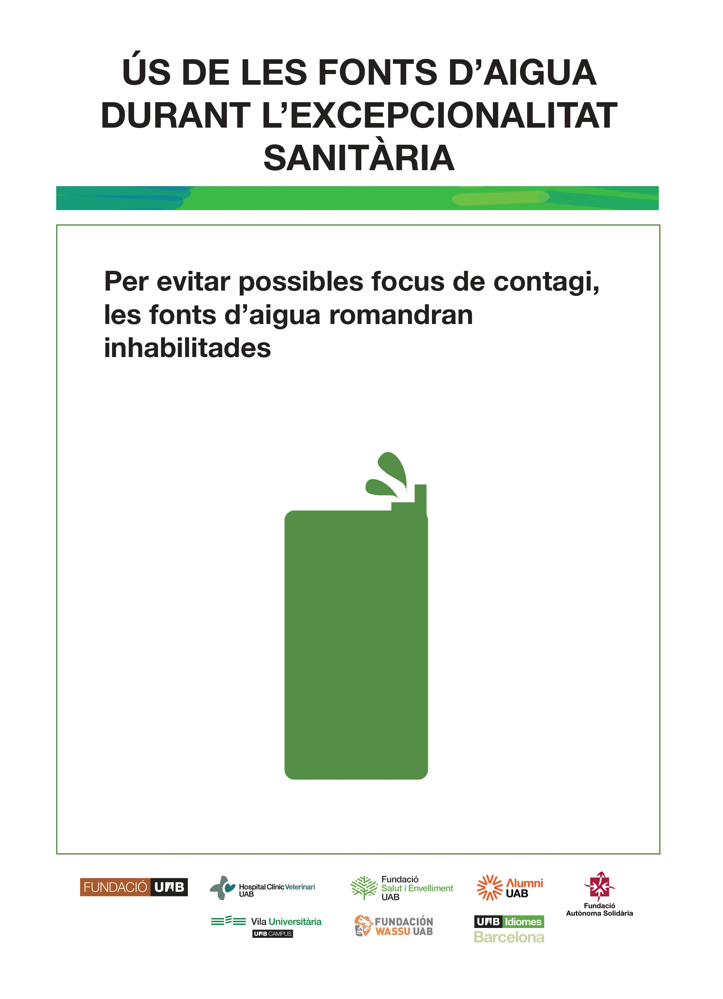 ÚS DE LES FONTS D’AIGUA
DURANT L’EXCEPCIONALITAT
SANITÀRIA
Per evitar possibles focus de contagi,
les fonts d’aigua romandran
inhabilitades
FUNDACIÓ UAB
Hospital Clínic Veterinari
UAB
Fundació
Salut i Envelliment
UAB
Alumni
UAB
Fundació
Autònoma Solidària
Vila Universitària
UAB CAMPUS
FUNDACIÓN
WASSU UAB
UAB Idiomes
Barcelona